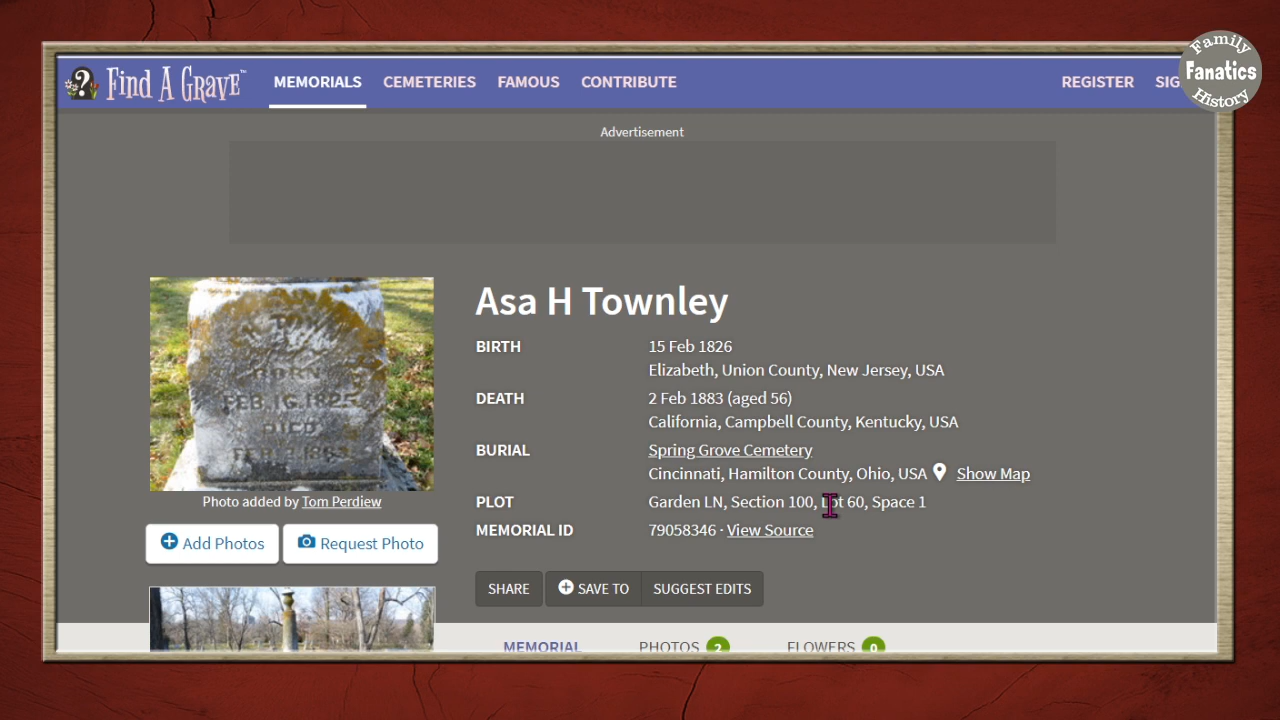 Family
Fanatics
History
Find A Grave™
MEMORIALS
CEMETERIES
FAMOUS
CONTRIBUTE
REGISTER
Advertisement
Asa H Townley
BIRTH
15 Feb 1826
Elizabeth, Union County, New Jersey, USA
DEATH
2 Feb 1883 (aged 56)
California, Campbell County, Kentucky, USA
BURIAL
Spring Grove Cemetery
Cincinnati, Hamilton County, Ohio, USA Show Map
PLOT
Garden LN, Section 100, Lot 60, Space 1
MEMORIAL ID
79058346 · View Source
BORN
FEB. 16. 1825
DIED
Photo added by Tom Perdiew
Add Photos
Request Photo
SHARE
SAVE TO
SUGGEST EDITS
MEMORIAL
PHOTOS 2
FLOWERS 0